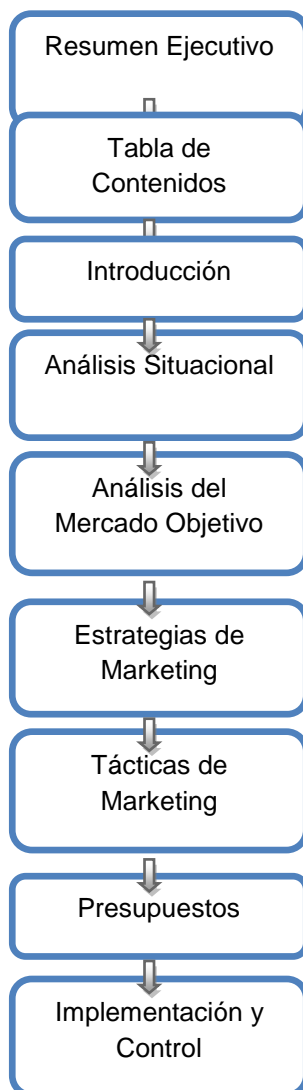 Resumen Ejecutivo
Tabla de
Contenidos
Introducción
Análisis Situacional
Análisis del
Mercado Objetivo
Estrategias de
Marketing
Tácticas de
Marketing
Presupuestos
Implementación y
Control